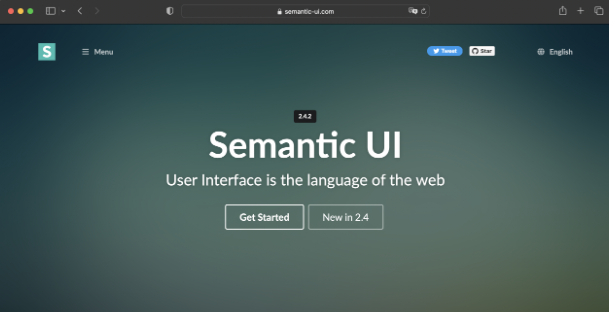 semantic-ui.com
S
Menu
Tweet
Star
English
2.4.2
Semantic UI
User Interface is the language of the web
Get Started
New in 2.4